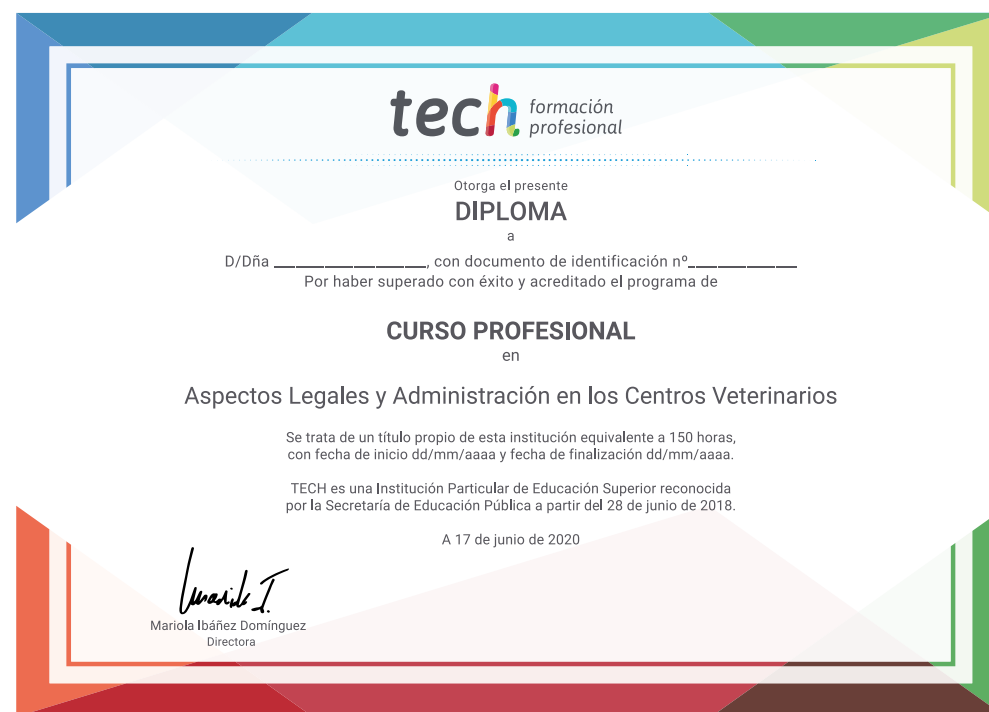 tech formación
profesional
Otorga el presente
DIPLOMA
a
D/Dña ______________, con documento de identificación nº__________
Por haber superado con éxito y acreditado el programa de
CURSO PROFESIONAL
en
Aspectos Legales y Administración en los Centros Veterinarios
Se trata de un título propio de esta institución equivalente a 150 horas,
con fecha de inicio dd/mm/aaaa y fecha de finalización dd/mm/aaaa.
TECH es una Institución Particular de Educación Superior reconocida
por la Secretaría de Educación Pública a partir del 28 de junio de 2018.
A 17 de junio de 2020
Mariola Ibáñez Domínguez
Directora